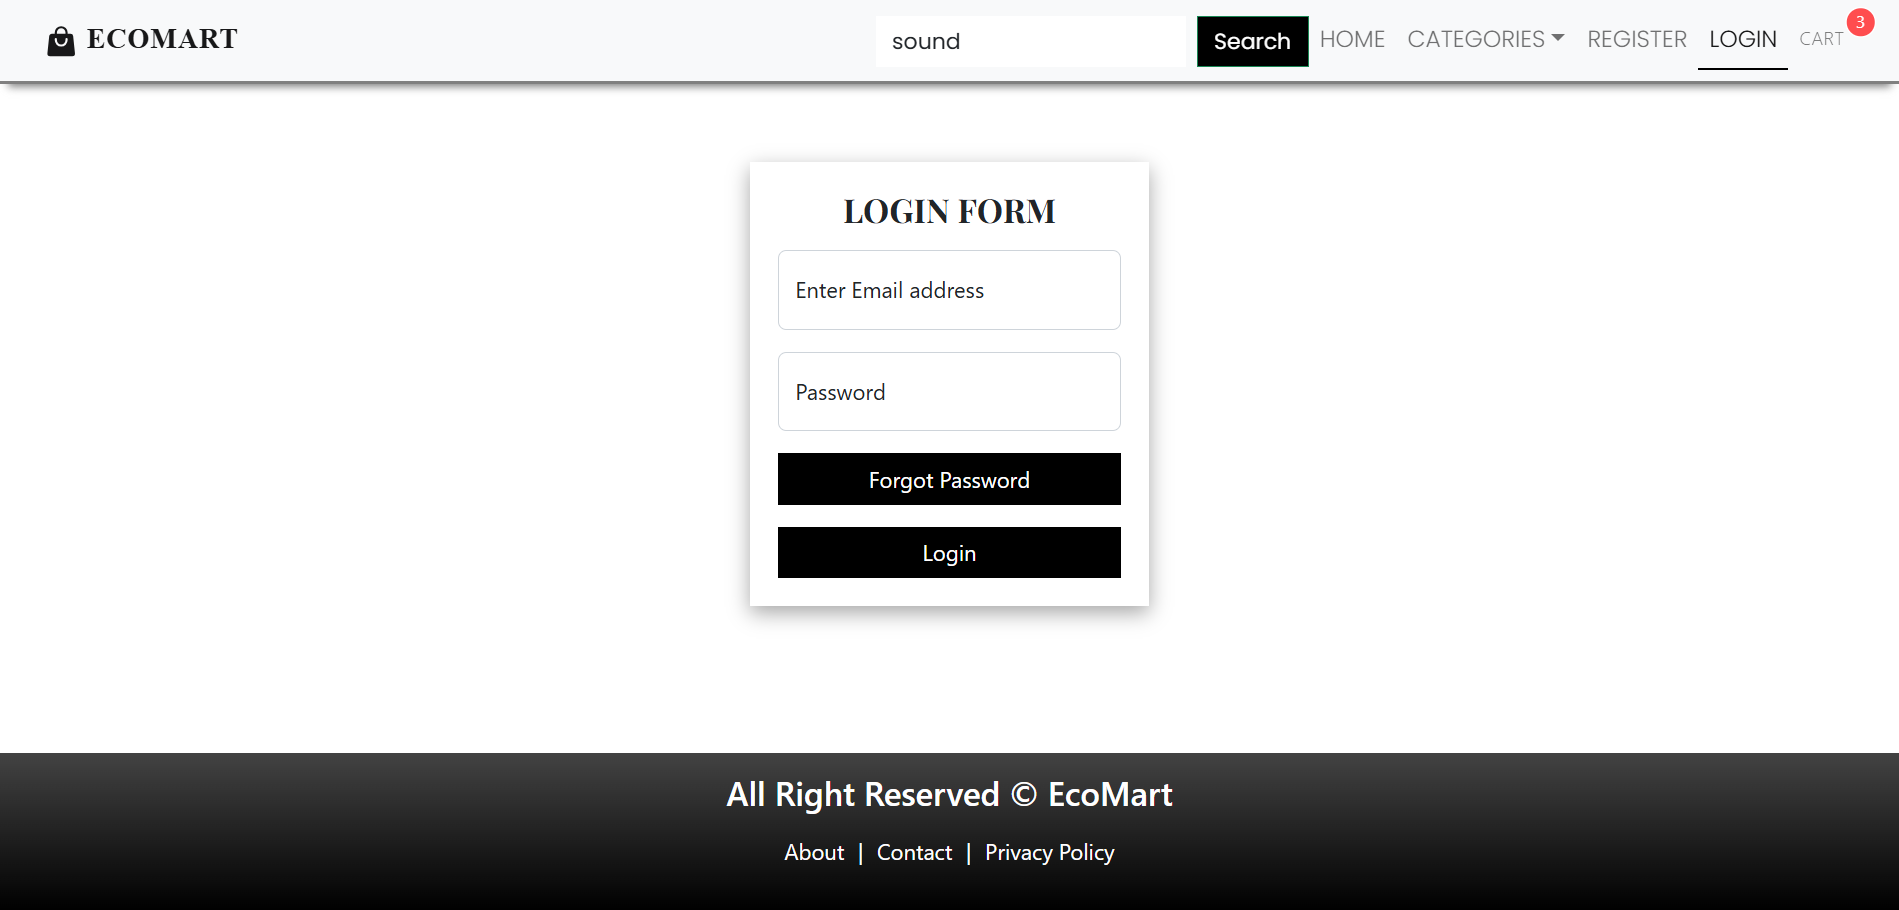 ECOMART
sound
Search
HOME
CATEGORIES
REGISTER
LOGIN
CART
3
LOGIN FORM
Enter Email address
Password
Forgot Password
Login
All Right Reserved © EcoMart
About | Contact | Privacy Policy